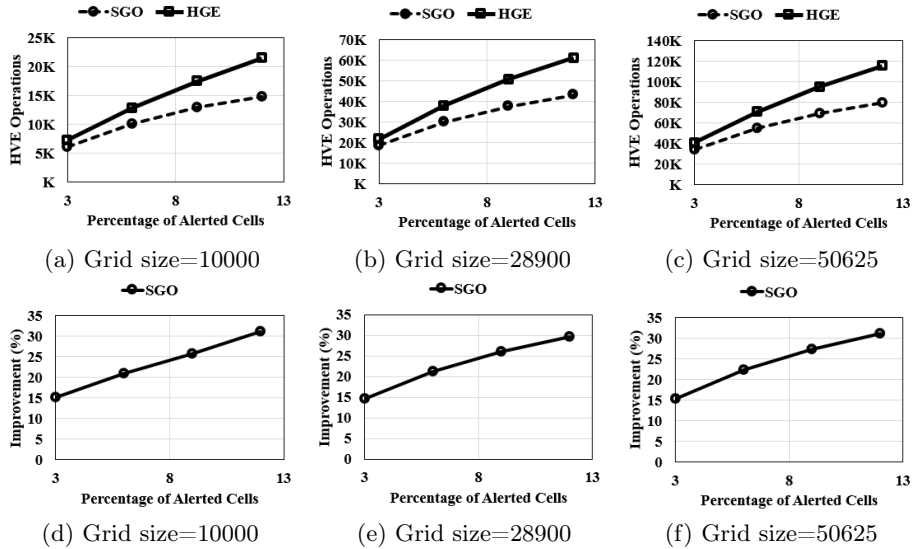 SGO HGE
25K
20K
15K
10K
5K
K
HVE Operations
3 8 13
Percentage of Alerted Cells
(a) Grid size=10000
SGO HGE
70K
60K
50K
40K
30K
20K
10K
K
HVE Operations
3 8 13
Percentage of Alerted Cells
(b) Grid size=28900
SGO HGE
140K
120K
100K
80K
60K
40K
20K
K
HVE Operations
3 8 13
Percentage of Alerted Cells
(c) Grid size=50625
SGO
35
30
25
20
15
10
5
0
Improvement (%)
3 8 13
Percentage of Alerted Cells
(d) Grid size=10000
SGO
35
30
25
20
15
10
5
0
Improvement (%)
3 8 13
Percentage of Alerted Cells
(e) Grid size=28900
SGO
35
30
25
20
15
10
5
0
Improvement (%)
3 8 13
Percentage of Alerted Cells
(f) Grid size=50625